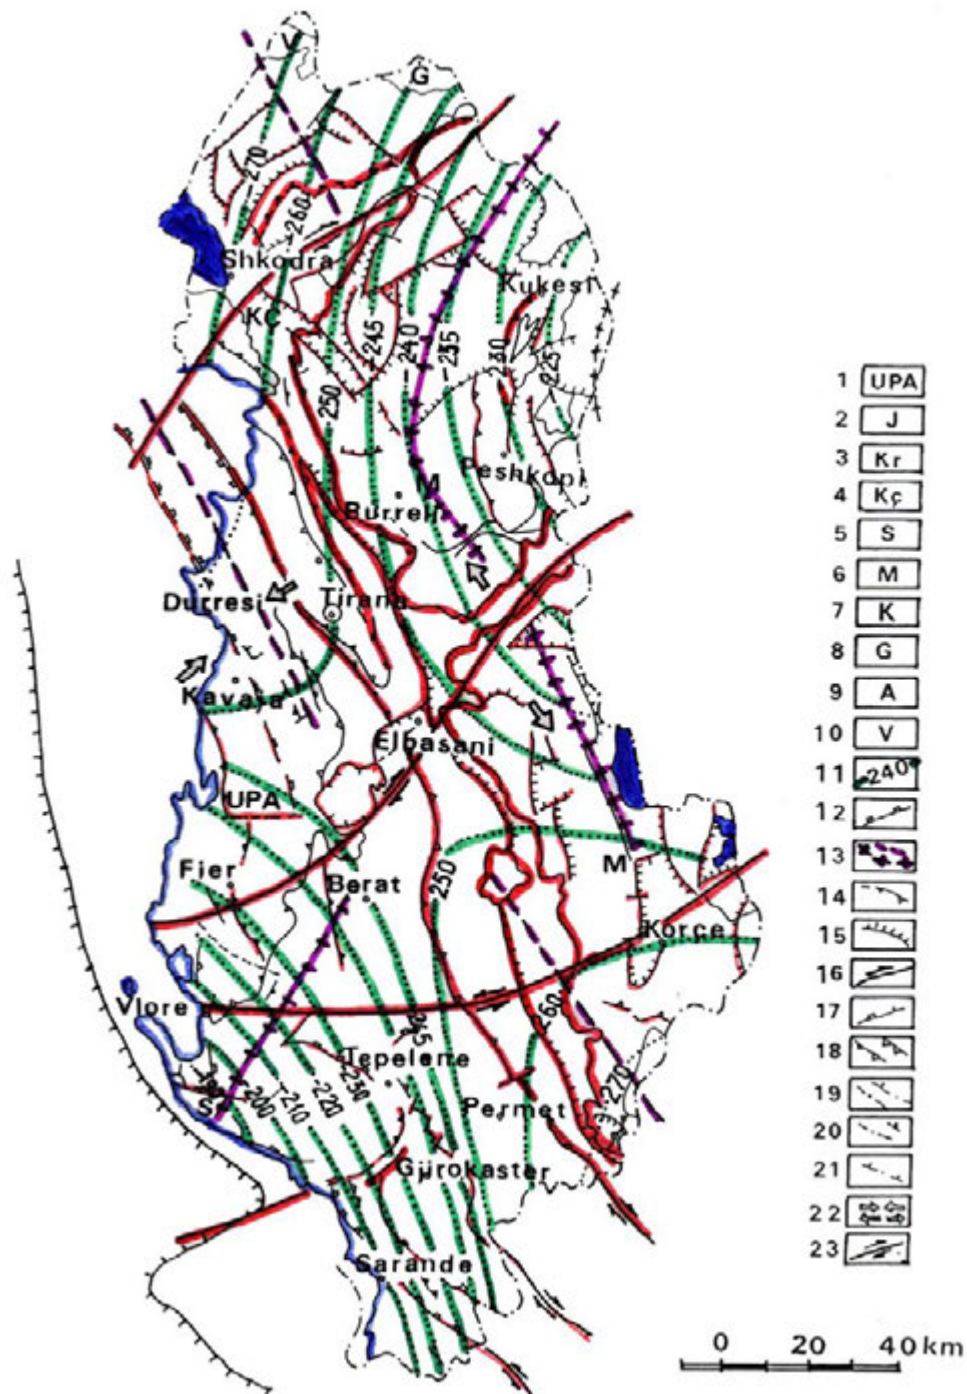 V
G
270
260
Shkodra
Kukesi
KÇ
245
240
235
230
225
250
Peshkopi
M
Burreli
Durresi
Tirana
Kavaja
Elbasani
UPA
M
Fier
Berat
250
Korçe
Vlore
245
260
Tepelene
S
200
210
220
230
Permet
270
Gjirokaster
Sarande
1 UPA
2 J
3 Kr
4 Kç
5 S
6 M
7 K
8 G
9 A
10 V
11 240
12
13
14
15
16
17
18
19
20
21
22
23
0 20 40 km